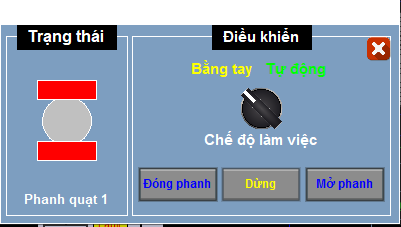 Trạng thái
Điều khiển
Bằng tay Tự động
Chế độ làm việc
Phanh quạt 1
Đóng phanh
Dừng
Mở phanh